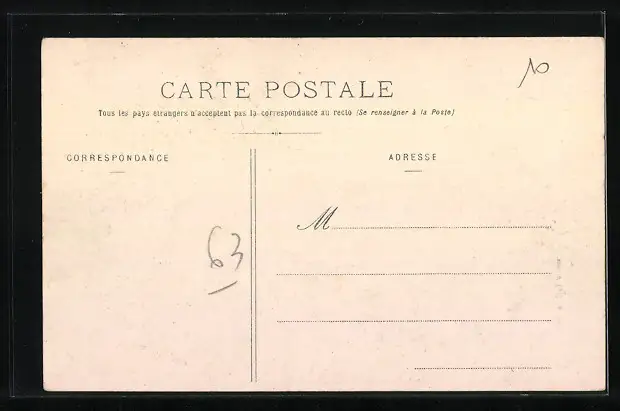 10
CARTE POSTALE
Tous les pays étrangers n'acceptent pas la correspondance au recto (Se renseigner à la Poste)
CORRESPONDANCE
ADRESSE
M
63